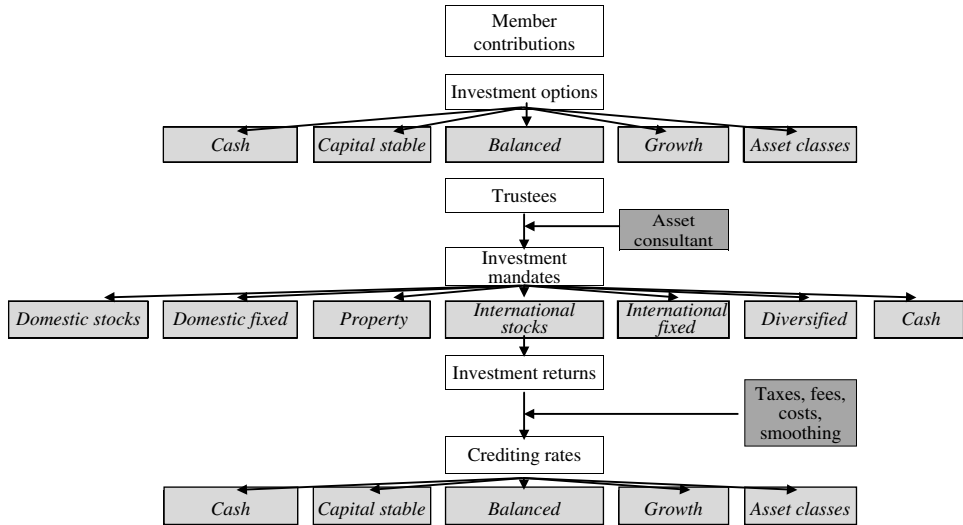 Member
contributions
Investment options
Cash
Capital stable
Balanced
Growth
Asset classes
Trustees
Asset
consultant
Investment
mandates
Domestic stocks
Domestic fixed
Property
International
stocks
International
fixed
Diversified
Cash
Investment returns
Taxes, fees,
costs,
smoothing
Crediting rates
Cash
Capital stable
Balanced
Growth
Asset classes